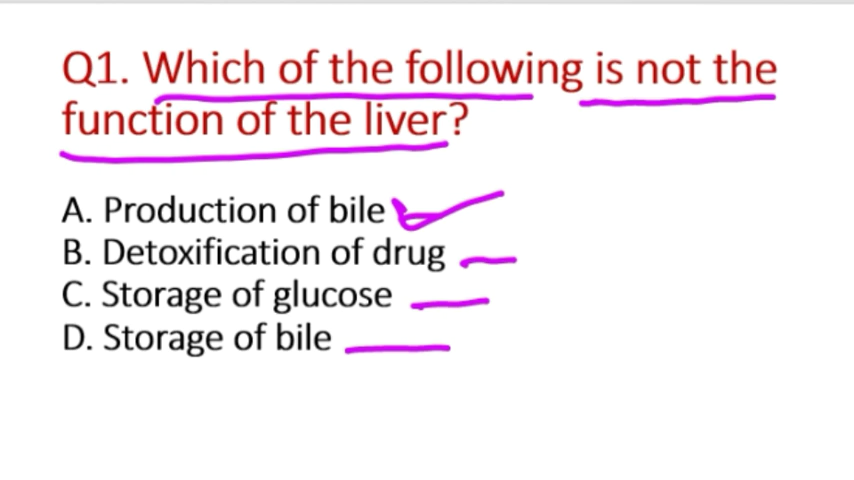 Q1. Which of the following is not the
function of the liver?
A. Production of bile
B. Detoxification of drug
C. Storage of glucose
D. Storage of bile